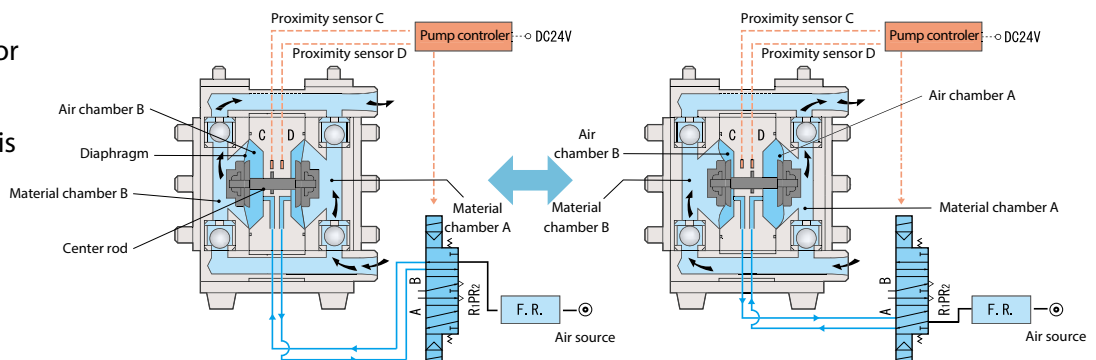 or
is
Proximity sensor C
Proximity sensor D
Pump controler
DC24V
Air chamber B
Diaphragm
Material chamber B
Center rod
C D
Material
chamber A
B
A
R1PR2
F. R.
Air source
Proximity sensor C
Proximity sensor D
Pump controler
DC24V
Air chamber A
Air
chamber B
Material
chamber B
C D
Material chamber A
B
A
R1PR2
F. R.
Air source